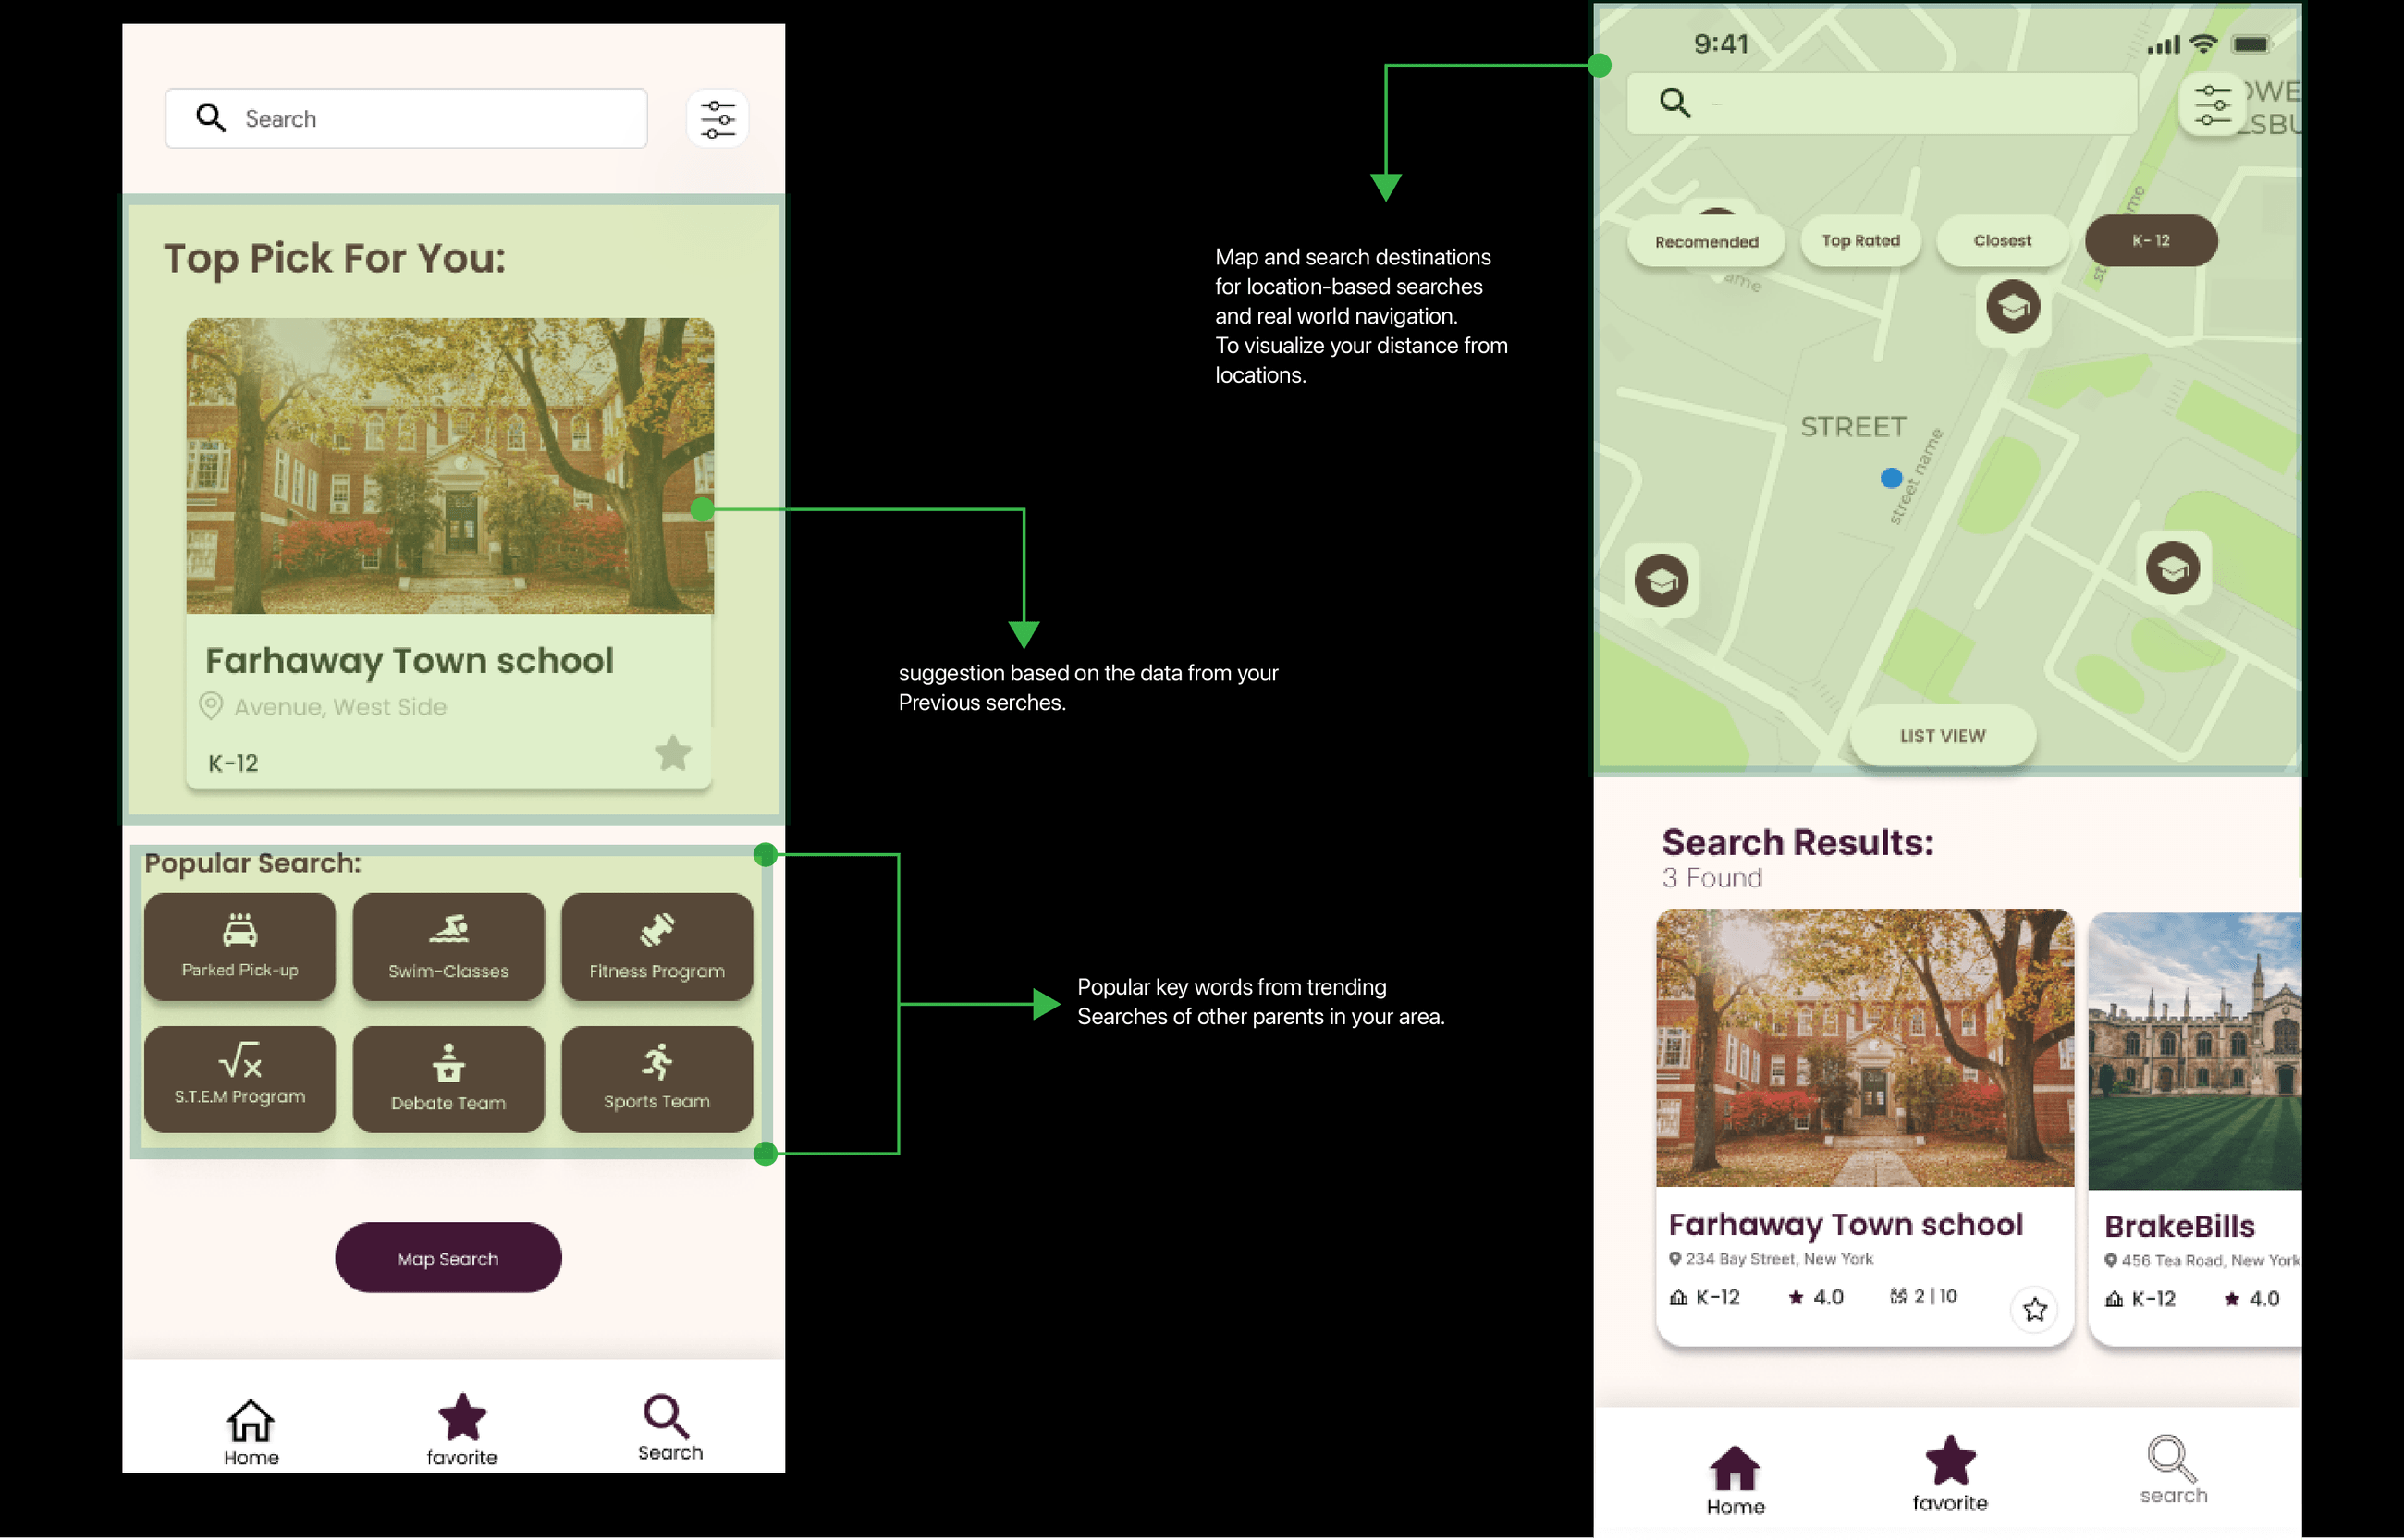 Search
Top Pick For You:
Farhaway Town school
Avenue, West Side
K-12
Popular Search:
Parked Pick-up
Swim-Classes
Fitness Program
S.T.E.M Program
Debate Team
Sports Team
Map Search
Home
favorite
Search
suggestion based on the data from your
Previous serches.
Popular key words from trending
Searches of other parents in your area.
Map and search destinations
for location-based searches
and real world navigation.
To visualize your distance from
locations.
9:41
Recomended
Top Rated
Closest
K- 12
STREET
street name
LIST VIEW
Search Results:
3 Found
Farhaway Town school
234 Bay Street, New York
K-12
4.0
2 | 10
BrakeBills
456 Tea Road, New York
K-12
4.0
Home
favorite
search